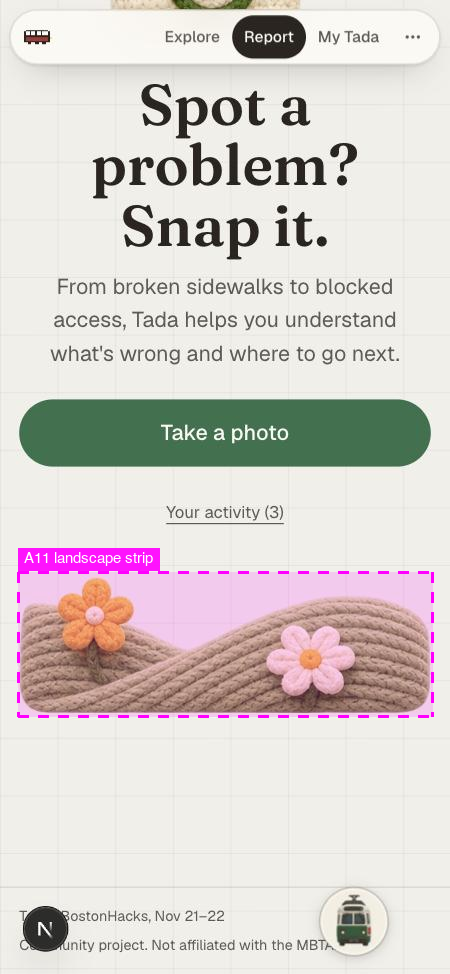 Explore Report My Tada
Spot a
problem?
Snap it.
From broken sidewalks to blocked
access, Tada helps you understand
what's wrong and where to go next.
Take a photo
Your activity (3)
A11 landscape strip
BostonHacks, Nov 21–22
N
project. Not affiliated with the MBTA